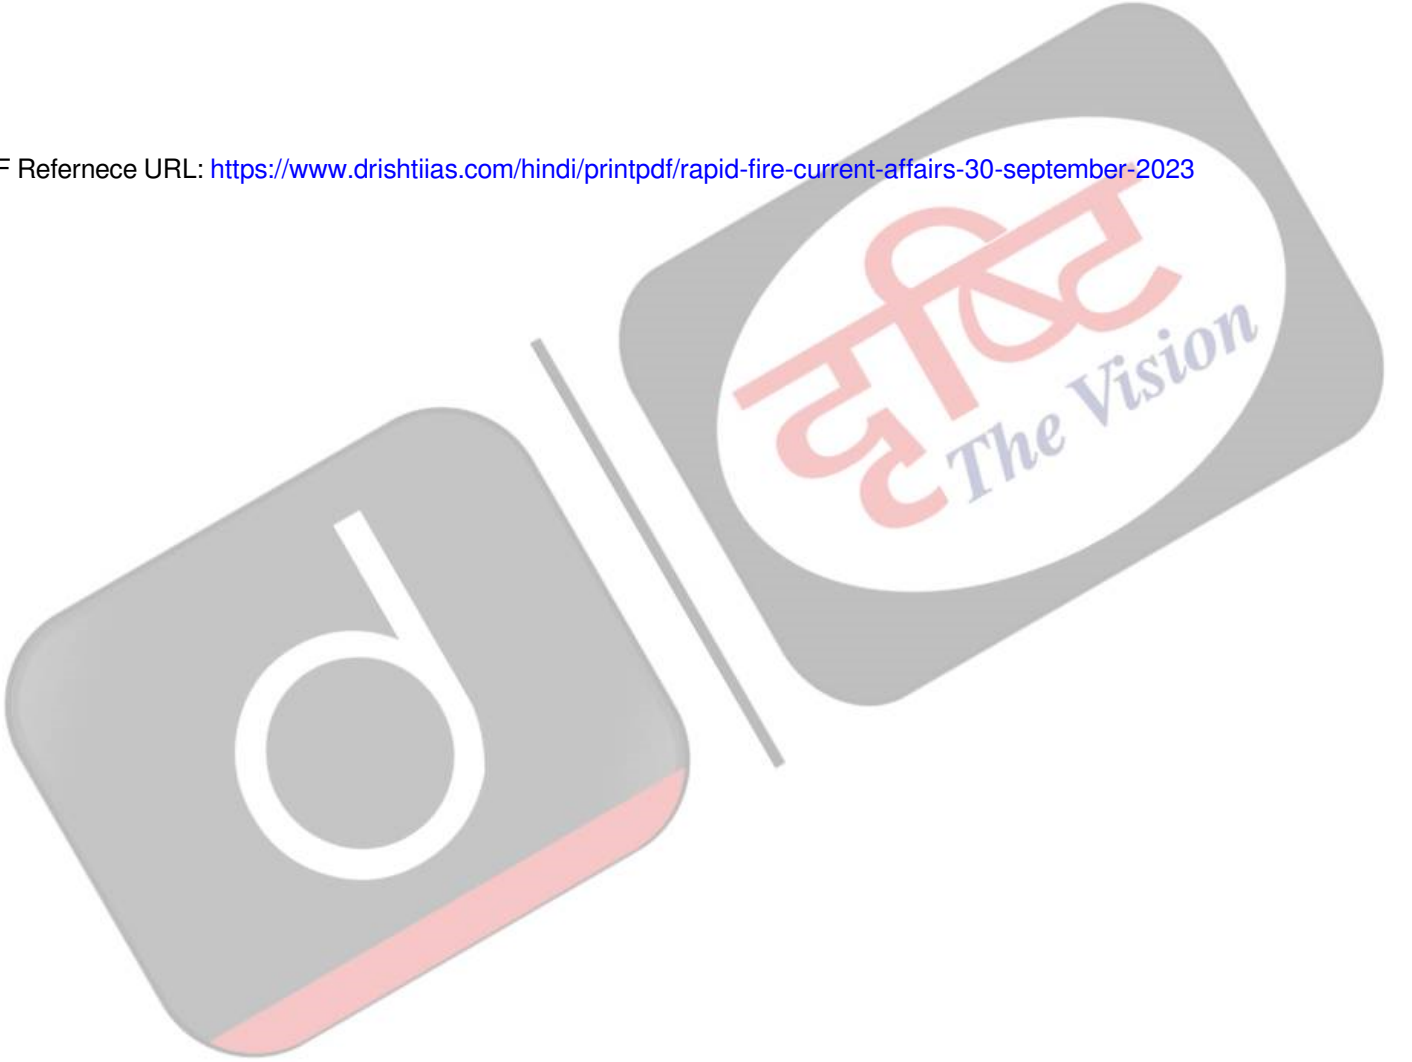 F Refernece URL: https://www.drishtiias.com/hindi/printpdf/rapid-fire-current-affairs-30-september-2023
दृष्टि
The Vision
d